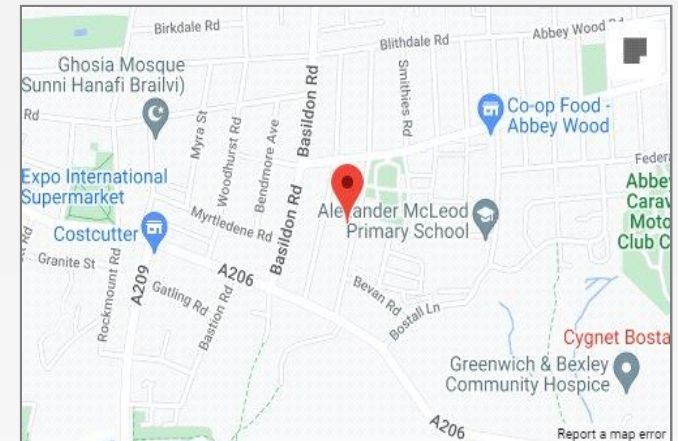 Birkdale Rd
Blithdale Rd
Abbey Wood Rd
Ghosia Mosque
(Sunni Hanafi Brailvi)
Basildon Rd
Smithies Rd
Co-op Food -
Abbey Wood
Rd
Myra St
Woodhurst Rd
Bendmore Ave
Federa
Expo International
Supermarket
Abbey
Carav
Moto
Club C
Alexander McLeod
Primary School
Myrtledene Rd
Basildon Rd
Costcutter
Rd
Granite St
Rockmount Rd
A209
A206
Gatling Rd
Bastion Rd
Bevan Rd
Bostall Ln
Cygnet Bosta
Greenwich & Bexley
Community Hospice
A206
Report a map error